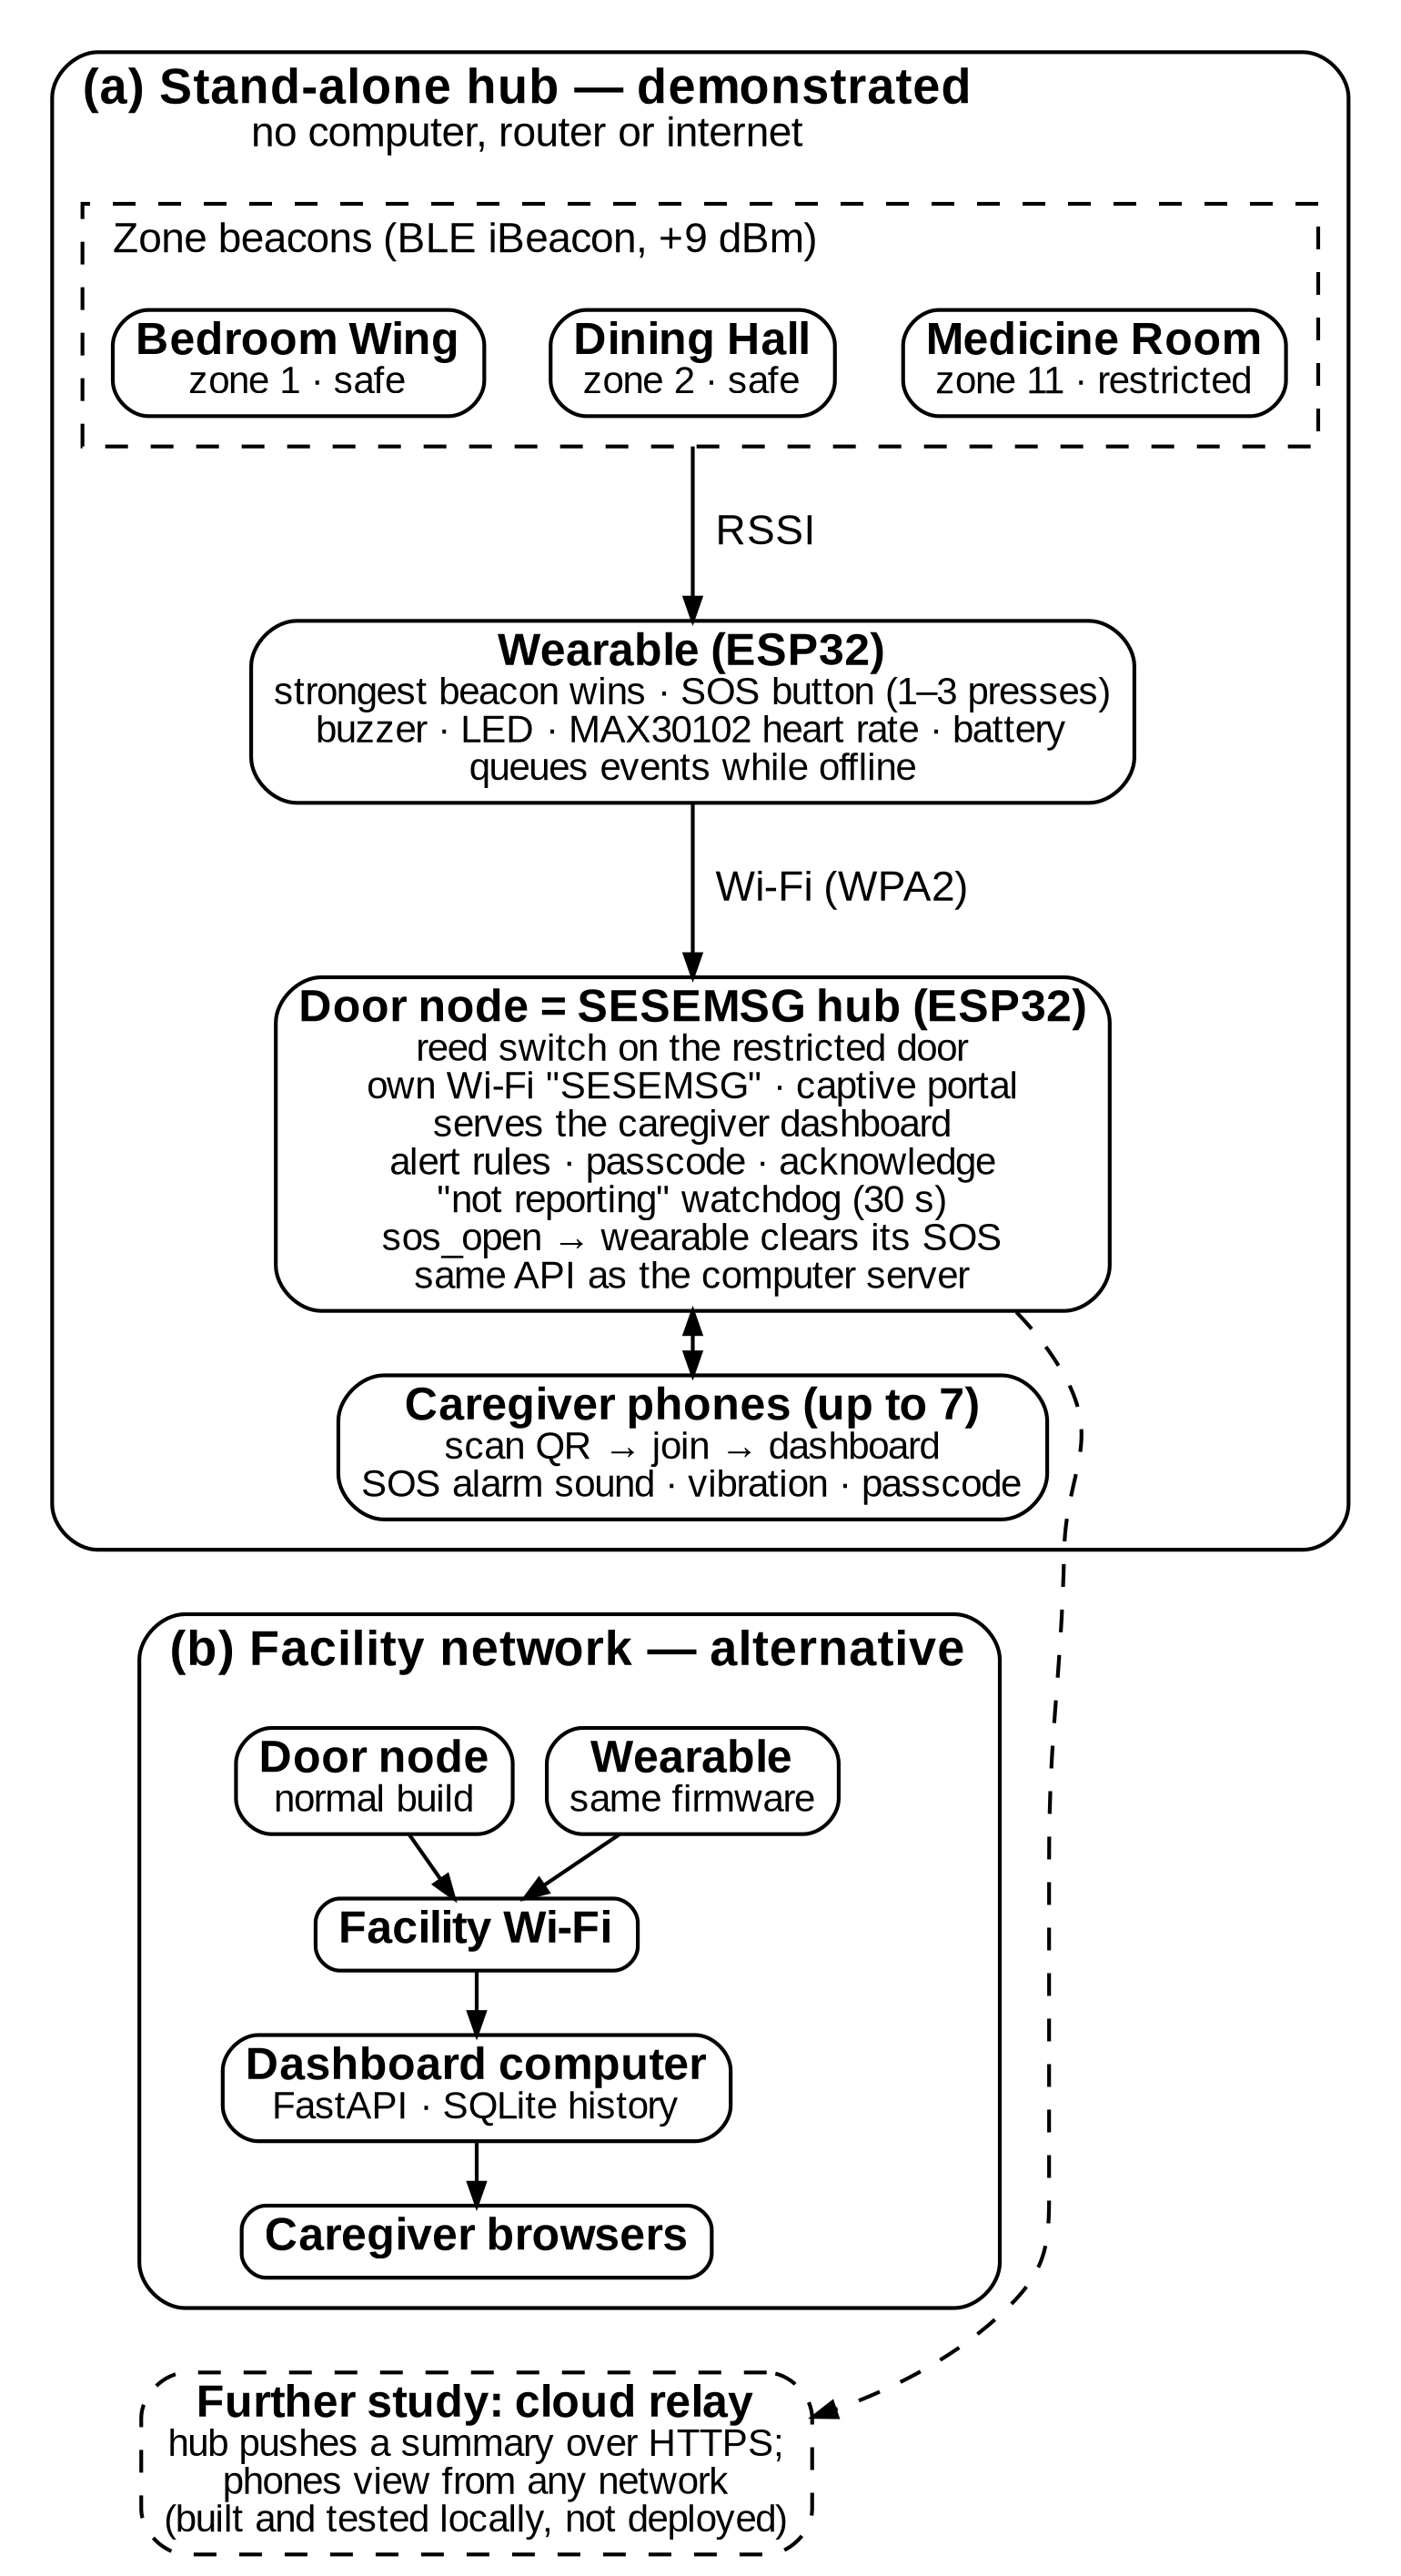 (a) Stand-alone hub — demonstrated
no computer, router or internet
Zone beacons (BLE iBeacon, +9 dBm)
Bedroom Wing
zone 1 · safe
Dining Hall
zone 2 · safe
Medicine Room
zone 11 · restricted
RSSI
Wearable (ESP32)
strongest beacon wins · SOS button (1–3 presses)
buzzer · LED · MAX30102 heart rate · battery
queues events while offline
Wi-Fi (WPA2)
Door node = SESEMSG hub (ESP32)
reed switch on the restricted door
own Wi-Fi "SESEMSG" · captive portal
serves the caregiver dashboard
alert rules · passcode · acknowledge
"not reporting" watchdog (30 s)
sos_open → wearable clears its SOS
same API as the computer server
Caregiver phones (up to 7)
scan QR → join → dashboard
SOS alarm sound · vibration · passcode
(b) Facility network — alternative
Door node
normal build
Wearable
same firmware
Facility Wi-Fi
Dashboard computer
FastAPI · SQLite history
Caregiver browsers
Further study: cloud relay
hub pushes a summary over HTTPS;
phones view from any network
(built and tested locally, not deployed)